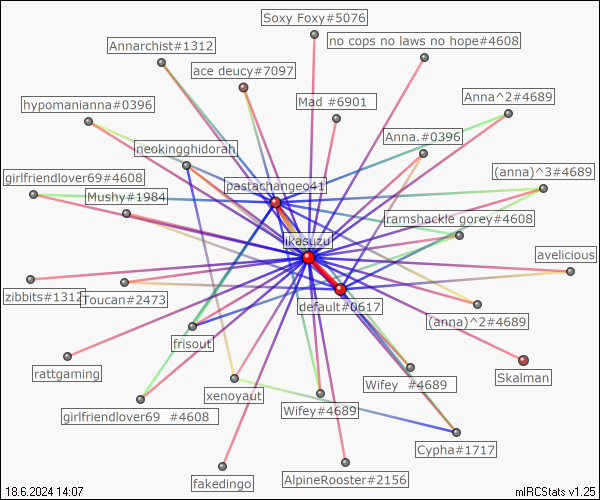 Soxy Foxy#5076
no cops no laws no hope#4608
Annarchist#1312
ace deucy#7097
Mad #6901
Anna^2#4689
hypomanianna#0396
Anna.#0396
neokingghidorah
(anna)^3#4689
girlfriendlover69#4608
pastachangeo41
Mushy#1984
ramshackle gorey#4608
ikasuzu
avelicious
zibbits#1312
Toucan#2473
default#0617
(anna)^2#4689
frisout
rattgaming
Skalman
Wifey #4689
xenoyaut
Wifey#4689
girlfriendlover69 #4608
Cypha#1717
fakedingo
AlpineRooster#2156
18.6.2024 14:07
mIRCStats v1.25